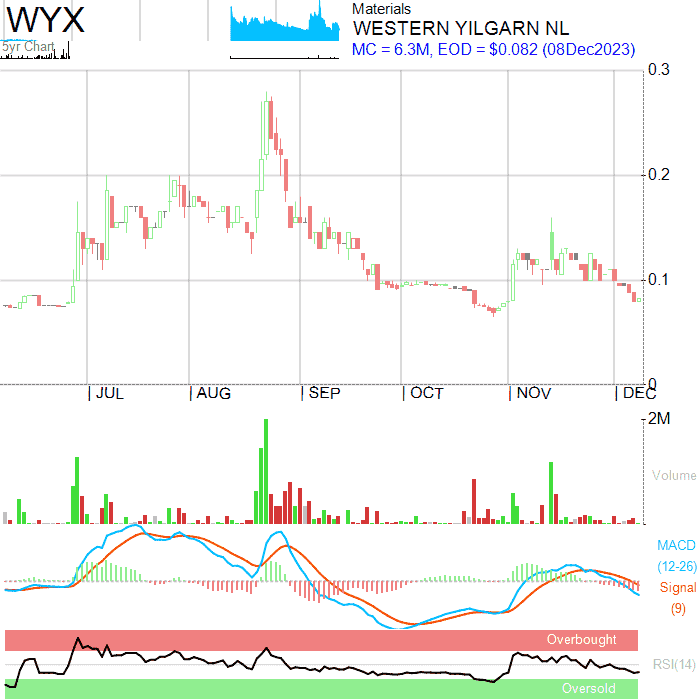 WYX
5yr Chart
Materials
WESTERN YILGARN NL
MC = 6.3M, EOD = $0.082 (08Dec2023)
0.3
0.2
0.1
0
JUL AUG SEP OCT NOV DEC
2M
Volume
MACD
(12-26)
Signal
(9)
Overbought
RSI(14)
Oversold